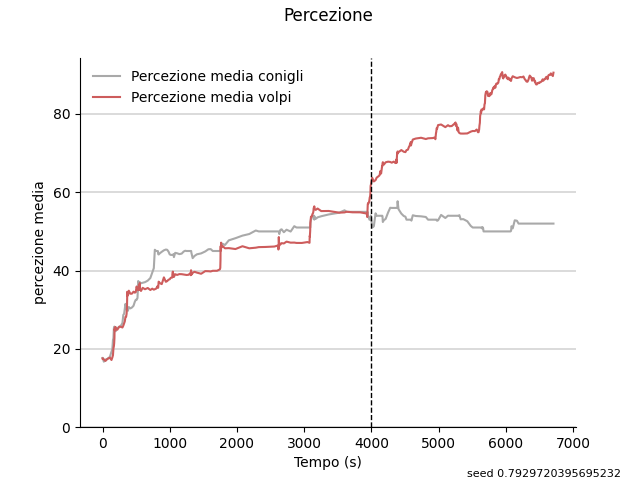 Percezione
Percezione media conigli
Percezione media volpi
percezione media
80
60
40
20
0
0 1000 2000 3000 4000 5000 6000 7000
Tempo (s)
seed 0.7929720395695232